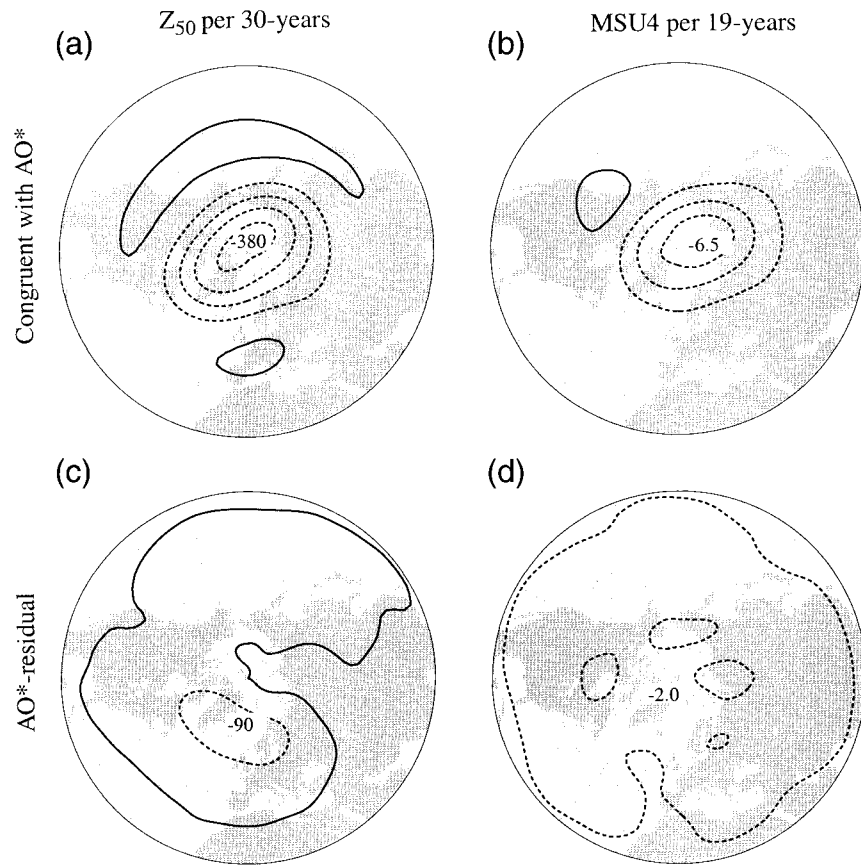 Z₅₀ per 30-years
MSU4 per 19-years
(a)
(b)
Congruent with AO*
-380
-6.5
(c)
(d)
AO*-residual
-90
-2.0